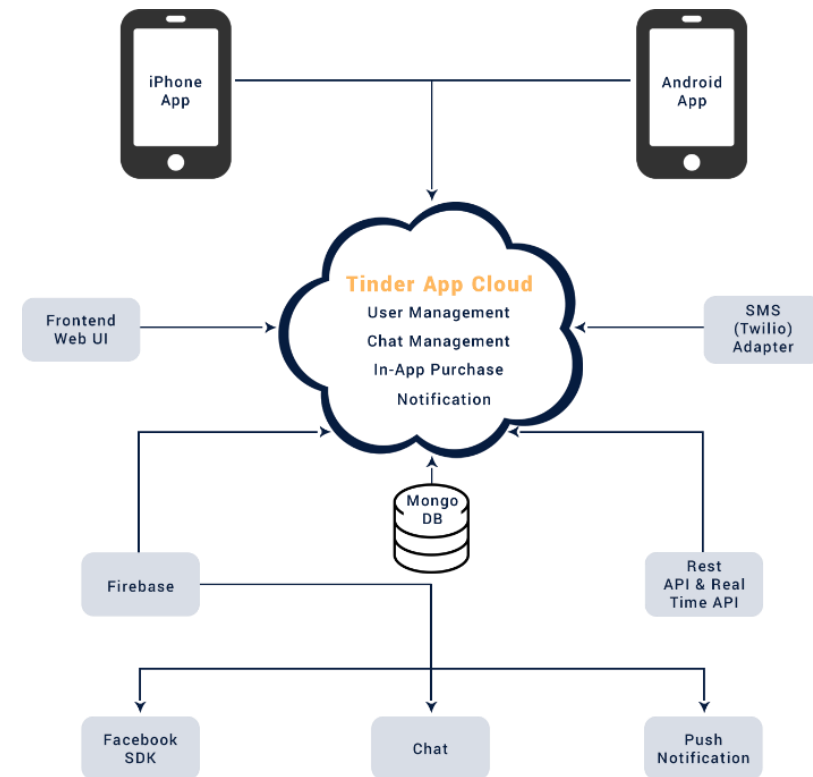 iPhone
App
Android
App
Tinder App Cloud
User Management
Chat Management
In-App Purchase
Notification
Frontend
Web UI
SMS
(Twilio)
Adapter
Mongo
DB
Firebase
Rest
API & Real
Time API
Facebook
SDK
Chat
Push
Notification